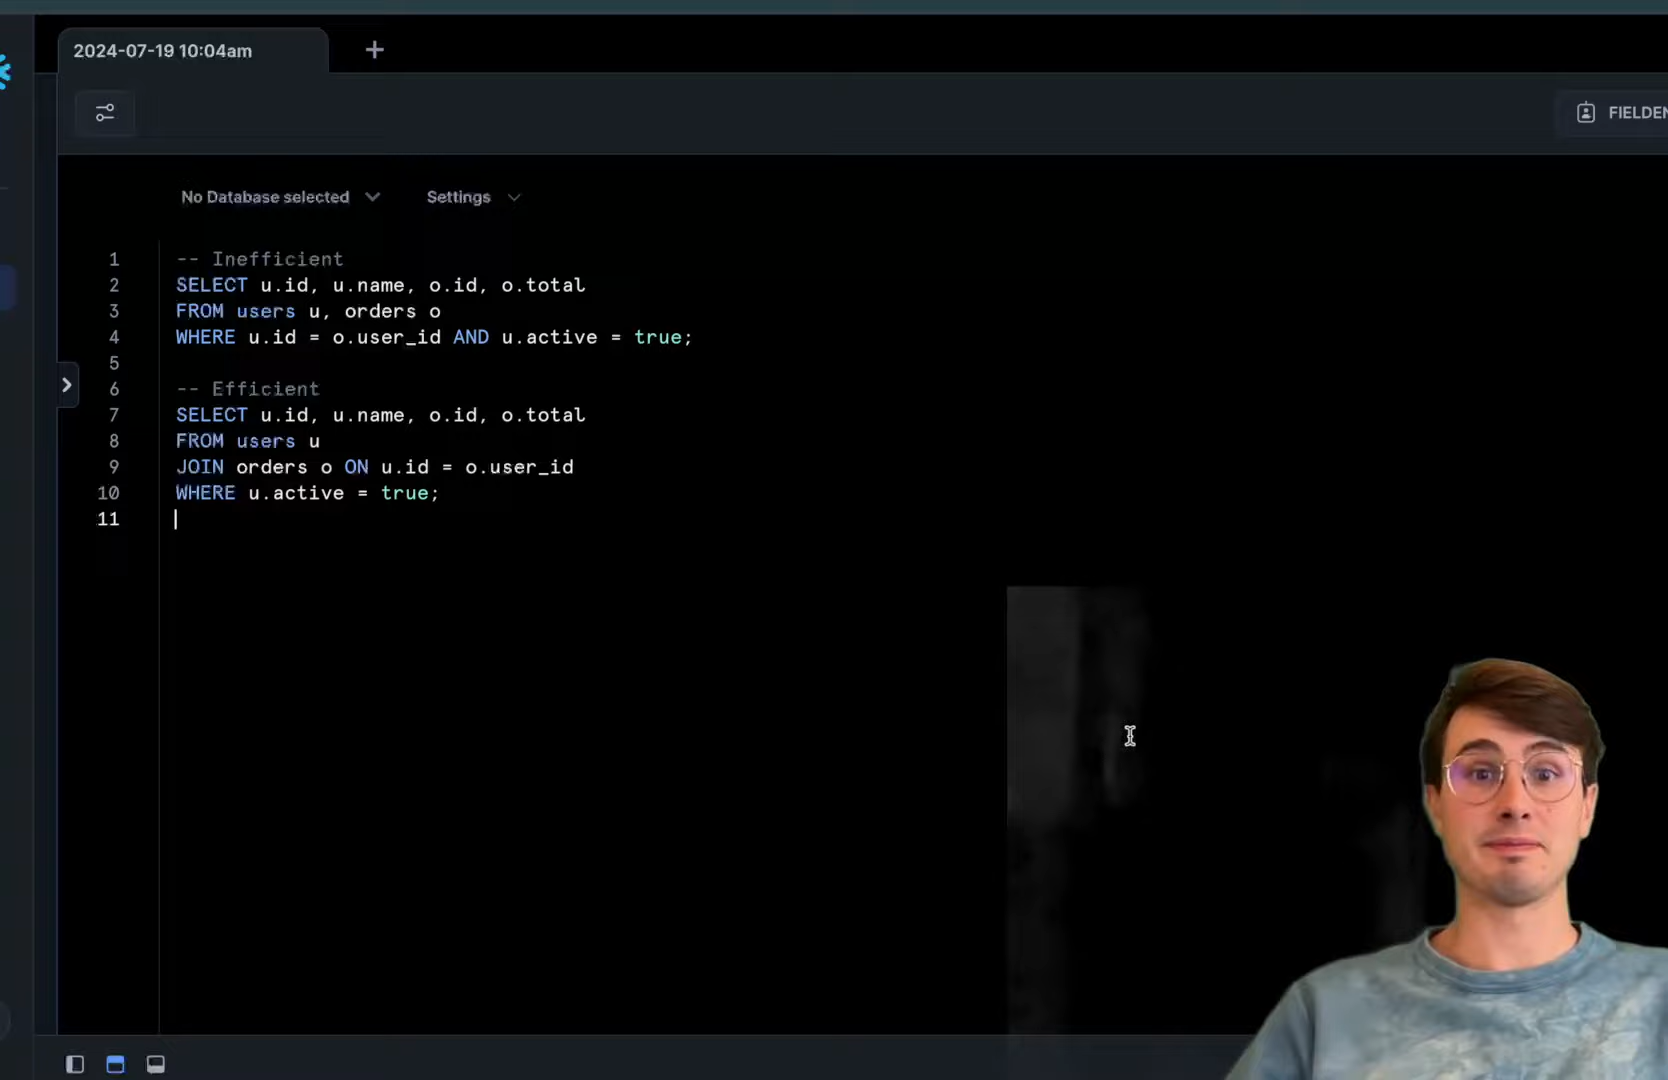 2024-07-19 10:04am +
No Database selected Settings
1 -- Inefficient
2 SELECT u.id, u.name, o.id, o.total
3 FROM users u, orders o
4 WHERE u.id = o.user_id AND u.active = true;
5
6 -- Efficient
7 SELECT u.id, u.name, o.id, o.total
8 FROM users u
9 JOIN orders o ON u.id = o.user_id
10 WHERE u.active = true;
11